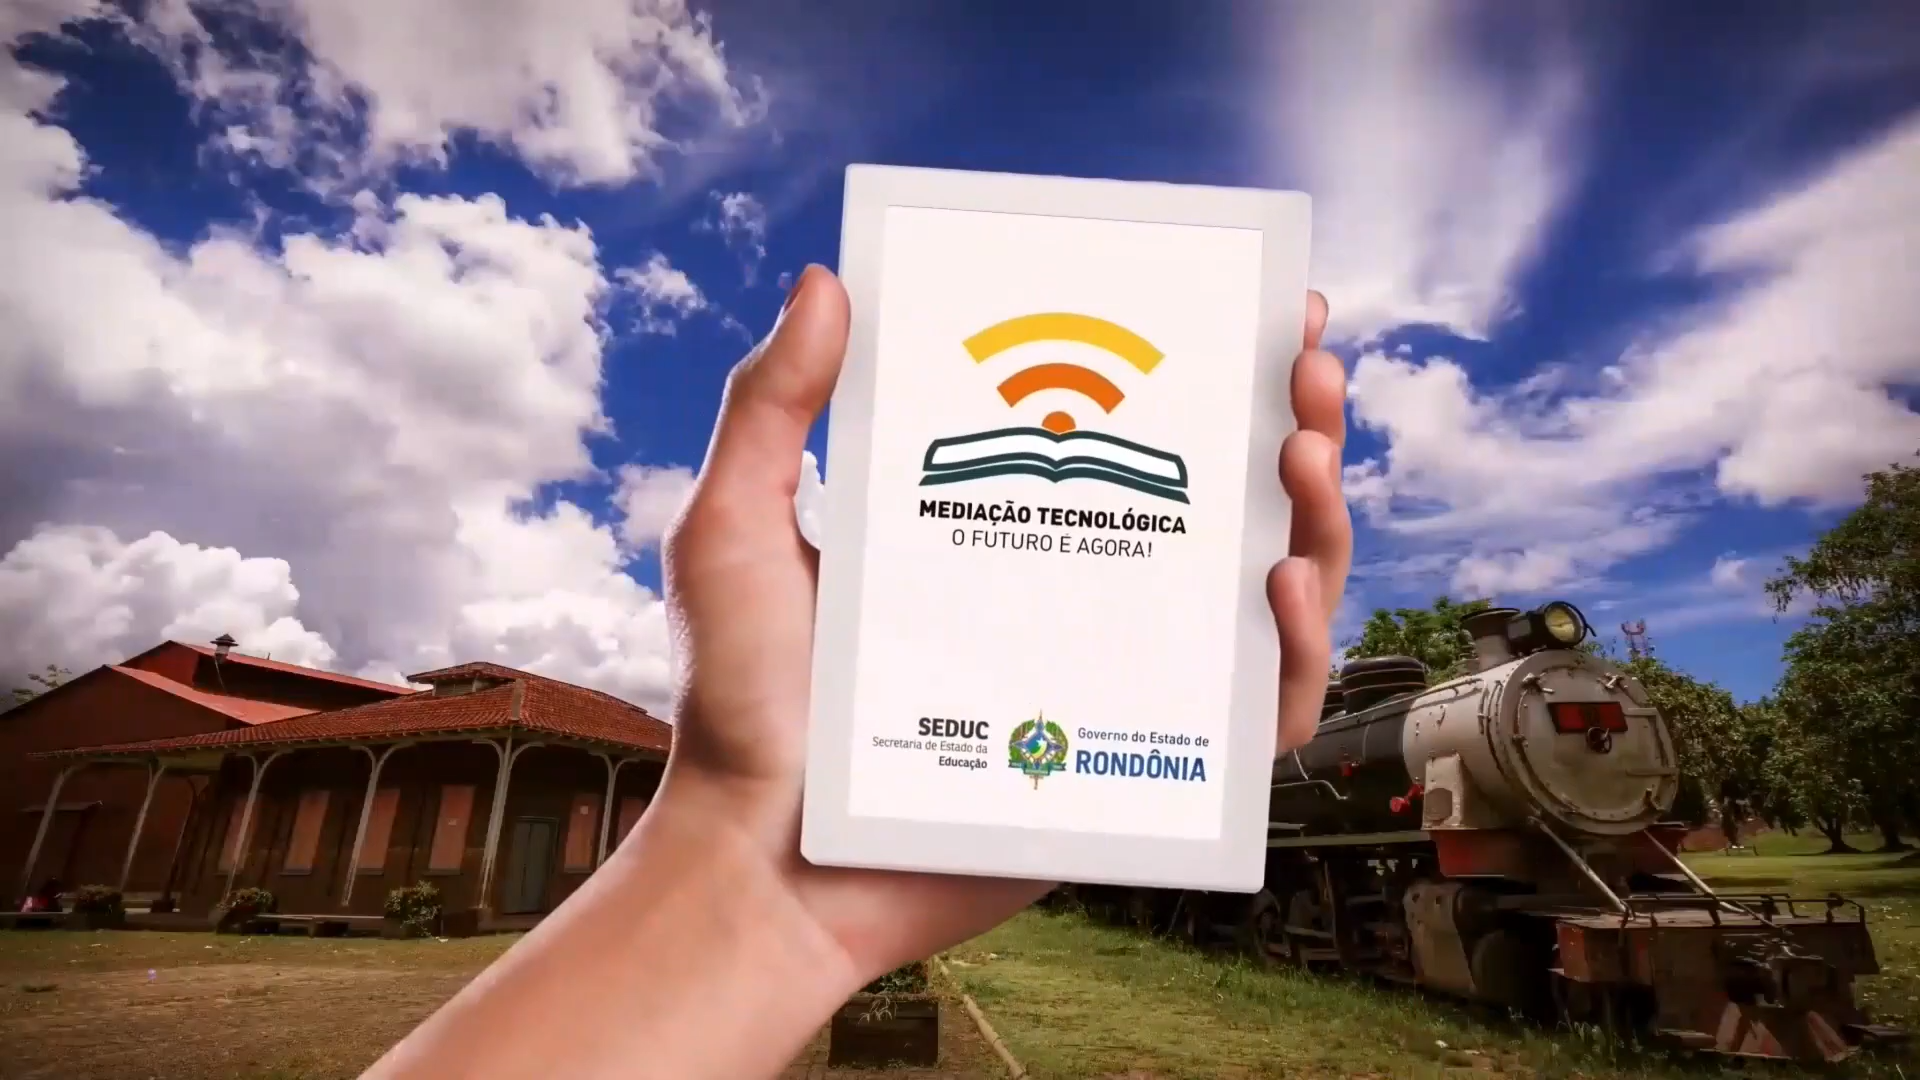 MEDIAÇÃO TECNOLÓGICA
O FUTURO É AGORA!
SEDUC
Secretaria de Estado da
Educação
Governo do Estado de
RONDÔNIA